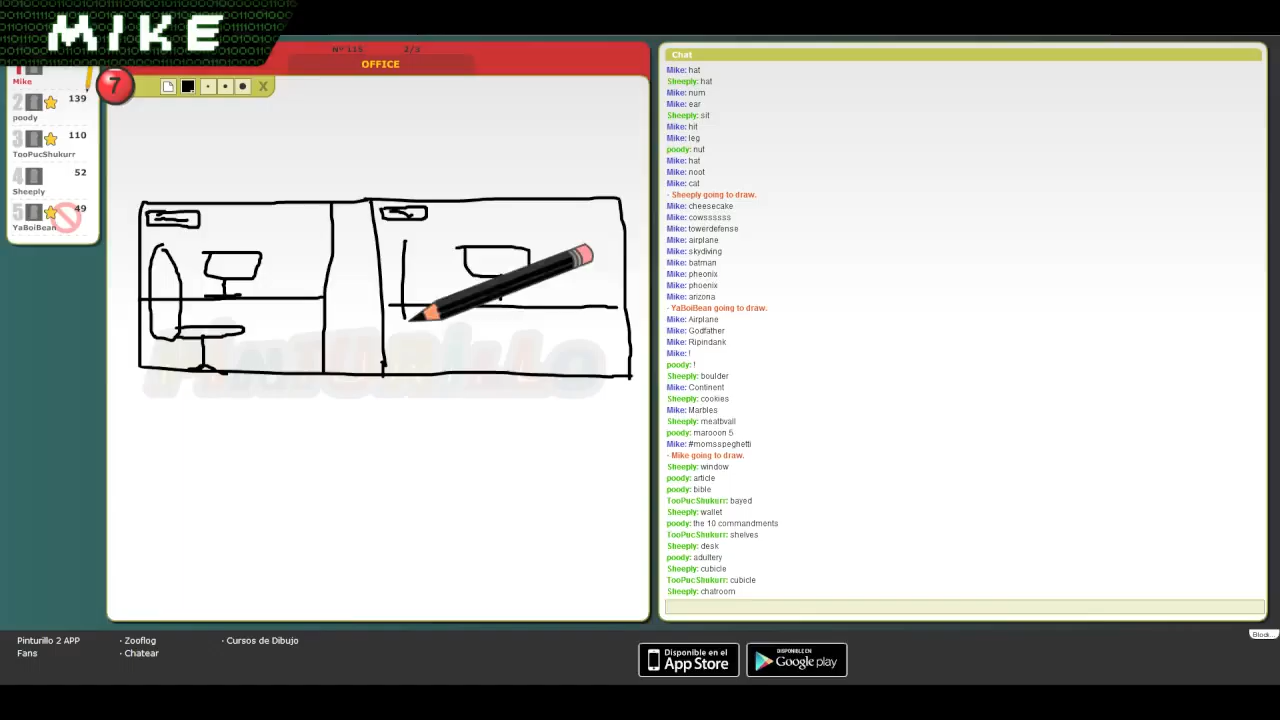 MIKE
Nº 115 2/3
OFFICE
7
1
Mike
2 139
poody
3 110
TooPucShukurr
4 52
Sheeply
5 49
YaBoiBean
Chat
Mike: hat
Sheeply: hat
Mike: num
Mike: ear
Sheeply: sit
Mike: hit
Mike: leg
poody: nut
Mike: hat
Mike: noot
Mike: cat
- Sheeply going to draw.
Mike: cheesecake
Mike: cowssssss
Mike: towerdefense
Mike: airplane
Mike: skydiving
Mike: batman
Mike: pheonix
Mike: phoenix
Mike: arizona
- YaBoiBean going to draw.
Mike: Airplane
Mike: Godfather
Mike: Ripindank
Mike: !
poody: !
Sheeply: boulder
Mike: Continent
Sheeply: cookies
Mike: Marbles
Sheeply: meatbvall
poody: marooon 5
Mike: #momsspeghetti
- Mike going to draw.
Sheeply: window
poody: article
poody: bible
TooPucShukurr: bayed
Sheeply: wallet
poody: the 10 commandments
TooPucShukurr: shelves
Sheeply: desk
poody: adultery
Sheeply: cubicle
TooPucShukurr: cubicle
Sheeply: chatroom
Pinturillo 2 APP · Zooflog · Cursos de Dibujo
Fans · Chatear
Disponible en el
App Store
DISPONIBLE EN
Google play
Blocki...